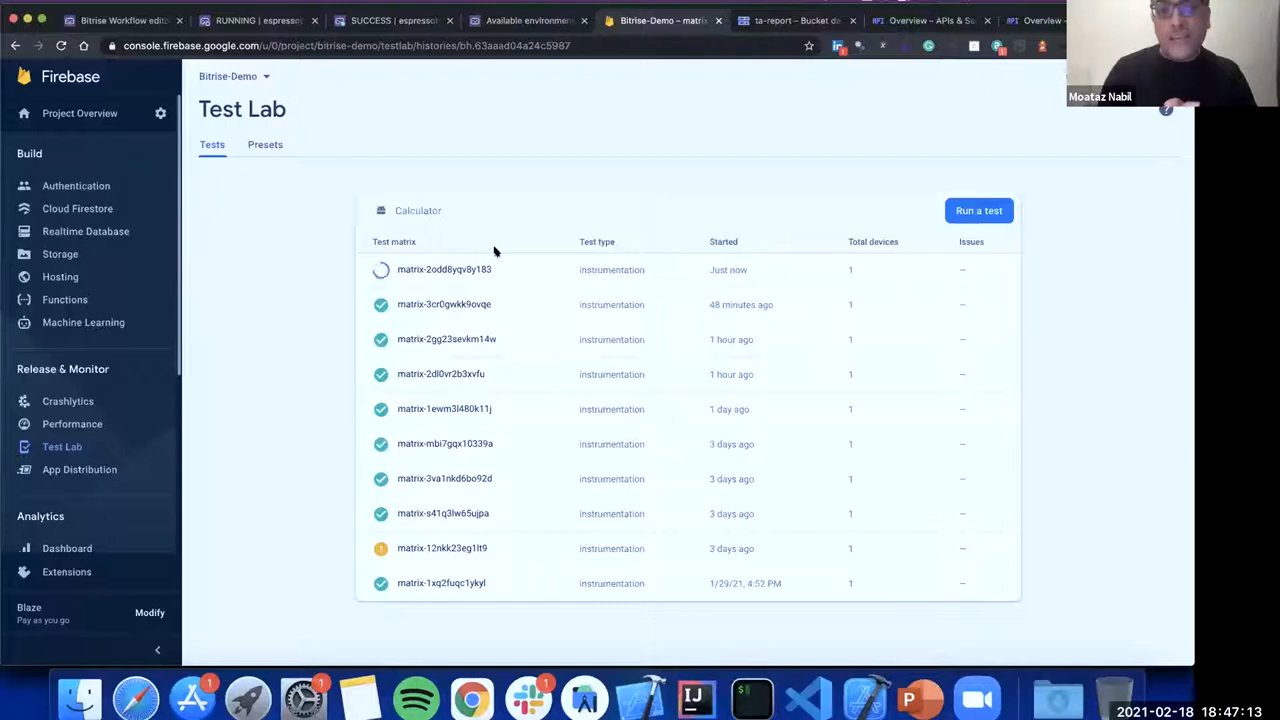 Bitrise Workflow edit
RUNNING | espress
SUCCESS | espress
Available environme
Bitrise-Demo – matrix
ta-report – Bucket de
Overview – APIs & S
Overview
console.firebase.google.com/u/0/project/bitrise-demo/testlab/histories/bh.63aaad04a24c5987
Firebase
Project Overview
Build
Authentication
Cloud Firestore
Realtime Database
Storage
Hosting
Functions
Machine Learning
Release & Monitor
Crashlytics
Performance
Test Lab
App Distribution
Analytics
Dashboard
Extensions
Blaze
Pay as you go
Modify
Bitrise-Demo
Test Lab
Tests Presets
Calculator
Run a test
Test matrix Test type Started Total devices Issues
matrix-2odd8yqv8y183 instrumentation Just now 1 –
matrix-3cr0gwkk9ovqe instrumentation 48 minutes ago 1 –
matrix-2gg23sevkm14w instrumentation 1 hour ago 1 –
matrix-2dl0vr2b3xvfu instrumentation 1 hour ago 1 –
matrix-1ewm3l480k11j instrumentation 1 day ago 1 –
matrix-mbi7gqx10339a instrumentation 3 days ago 1 –
matrix-3va1nkd6bo92d instrumentation 3 days ago 1 –
matrix-s41q3lw65ujpa instrumentation 3 days ago 1 –
matrix-12nkk23eg1lt9 instrumentation 3 days ago 1 –
matrix-1xq2fuqc1ykyl instrumentation 1/29/21, 4:52 PM 1 –
Moataz Nabil
2021-02-18 18:47:13